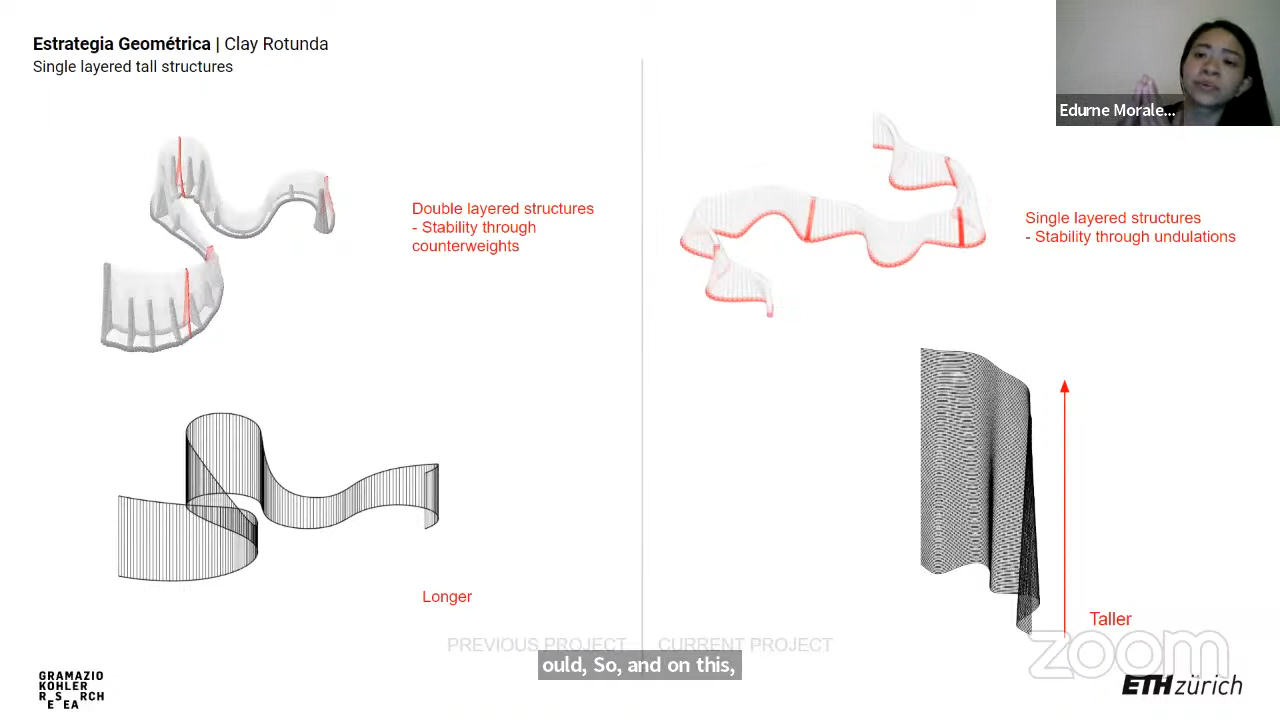 Estrategia Geométrica | Clay Rotunda
Single layered tall structures
Edurne Morale...
Double layered structures
- Stability through
counterweights
Single layered structures
- Stability through undulations
Longer
Taller
PREVIOUS PROJECT
CURRENT PROJECT
ould, So, and on this,
zoom
GRAMAZIO
KOHLER
RESEARCH
ETH zürich